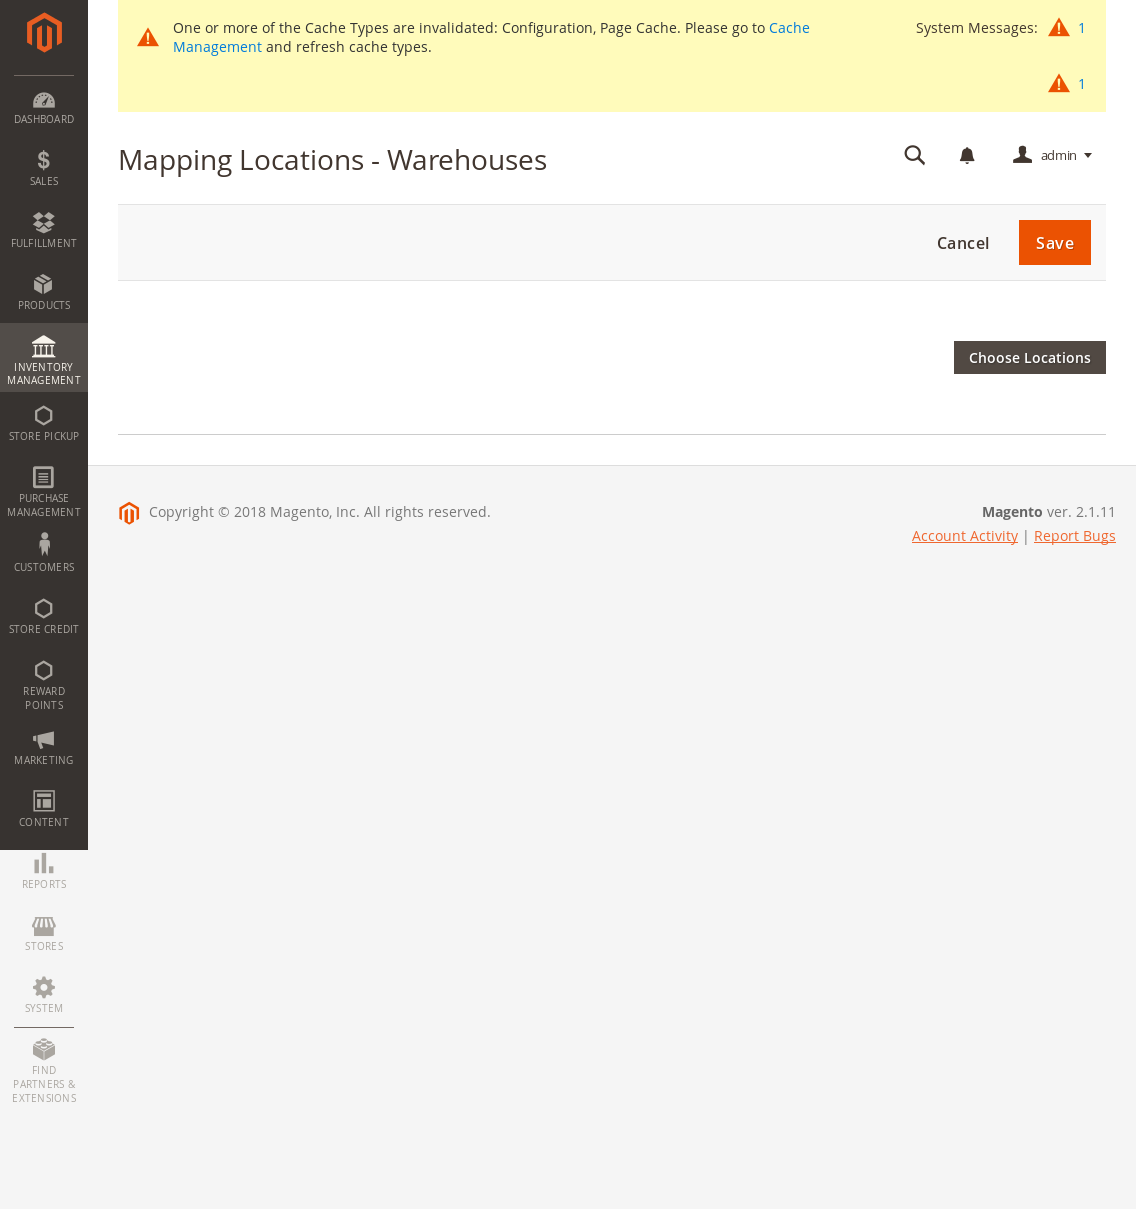 One or more of the Cache Types are invalidated: Configuration, Page Cache. Please go to Cache
Management and refresh cache types.
System Messages: 1
1
Mapping Locations - Warehouses
admin
Cancel
Save
Choose Locations
DASHBOARD
SALES
FULFILLMENT
PRODUCTS
INVENTORY
MANAGEMENT
STORE PICKUP
PURCHASE
MANAGEMENT
CUSTOMERS
STORE CREDIT
REWARD
POINTS
MARKETING
CONTENT
REPORTS
STORES
SYSTEM
FIND
PARTNERS &
EXTENSIONS
Copyright © 2018 Magento, Inc. All rights reserved.
Magento ver. 2.1.11
Account Activity | Report Bugs